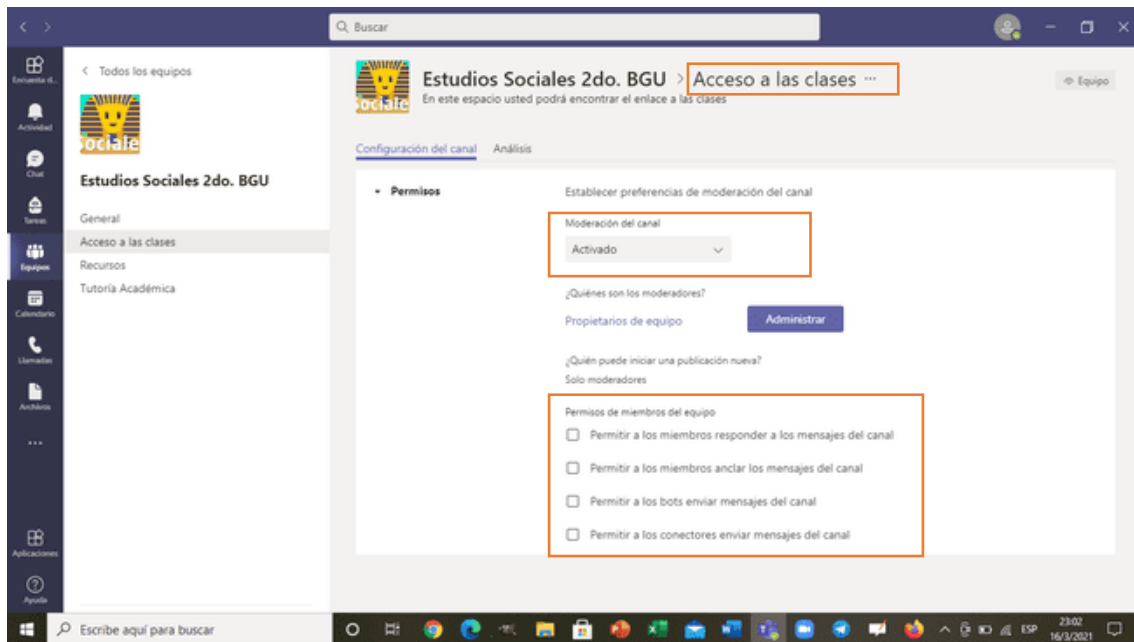 Buscar
Encuesta d...
Actividad
Chat
Tareas
Equipos
Calendario
Llamadas
Archivos
Aplicaciones
Ayuda
Todos los equipos
Sociale
Estudios Sociales 2do. BGU
General
Acceso a las clases
Recursos
Tutoría Académica
Sociale
Estudios Sociales 2do. BGU > Acceso a las clases ...
En este espacio usted podrá encontrar el enlace a las clases
Equipo
Configuración del canal Análisis
Permisos
Establecer preferencias de moderación del canal
Moderación del canal
Activado
¿Quiénes son los moderadores?
Propietarios de equipo Administrar
¿Quién puede iniciar una publicación nueva?
Solo moderadores
Permisos de miembros del equipo
Permitir a los miembros responder a los mensajes del canal
Permitir a los miembros anclar los mensajes del canal
Permitir a los bots enviar mensajes del canal
Permitir a los conectores enviar mensajes del canal
Escribe aquí para buscar
ESP
23:02
16/3/2021